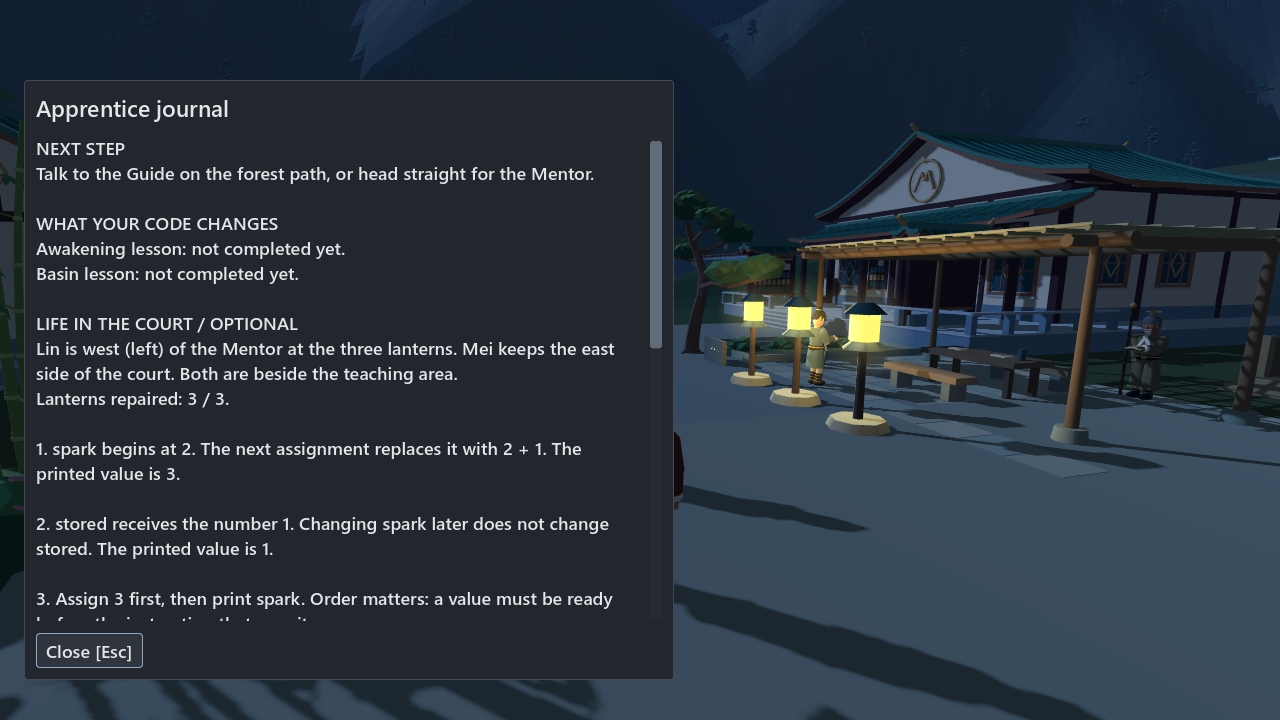 Apprentice journal
NEXT STEP
Talk to the Guide on the forest path, or head straight for the Mentor.
WHAT YOUR CODE CHANGES
Awakening lesson: not completed yet.
Basin lesson: not completed yet.
LIFE IN THE COURT / OPTIONAL
Lin is west (left) of the Mentor at the three lanterns. Mei keeps the east
side of the court. Both are beside the teaching area.
Lanterns repaired: 3 / 3.
1. spark begins at 2. The next assignment replaces it with 2 + 1. The
printed value is 3.
2. stored receives the number 1. Changing spark later does not change
stored. The printed value is 1.
3. Assign 3 first, then print spark. Order matters: a value must be ready
Close [Esc]
M